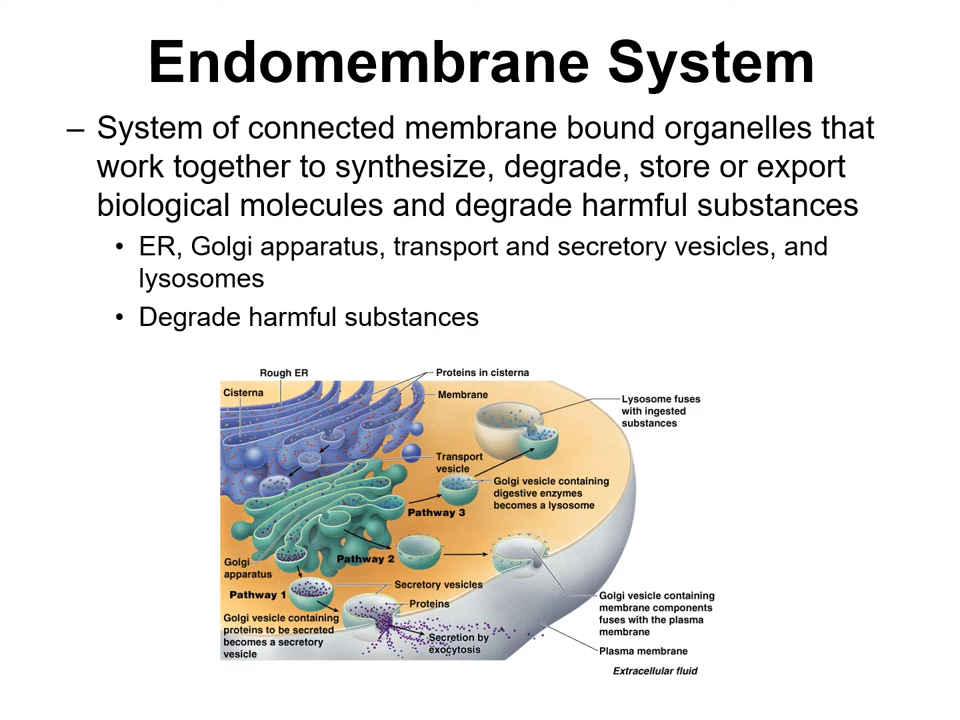 Endomembrane System
– System of connected membrane bound organelles that
work together to synthesize, degrade, store or export
biological molecules and degrade harmful substances
• ER, Golgi apparatus, transport and secretory vesicles, and
lysosomes
• Degrade harmful substances
Rough ER
Proteins in cisterna
Cisterna
Membrane
Lysosome fuses
with ingested
substances
Transport
vesicle
Golgi vesicle containing
digestive enzymes
becomes a lysosome
Pathway 3
Pathway 2
Golgi
apparatus
Secretory vesicles
Pathway 1
Proteins
Golgi vesicle containing
membrane components
fuses with the plasma
membrane
Golgi vesicle containing
proteins to be secreted
becomes a secretory
vesicle
Secretion by
exocytosis
Plasma membrane
Extracellular fluid